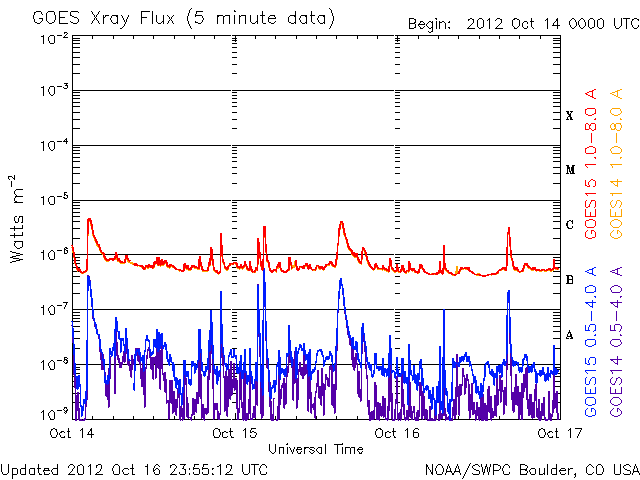 GOES Xray Flux (5 minute data)
Begin: 2012 Oct 14 0000 UTC
10⁻²
10⁻³
10⁻⁴
10⁻⁵
10⁻⁶
10⁻⁷
10⁻⁸
10⁻⁹
Watts m⁻²
X
M
C
B
A
GOES15 1.0-8.0 A
GOES14 1.0-8.0 A
GOES15 0.5-4.0 A
GOES14 0.5-4.0 A
Oct 14 Oct 15 Oct 16 Oct 17
Universal Time
Updated 2012 Oct 16 23:55:12 UTC
NOAA/SWPC Boulder, CO USA